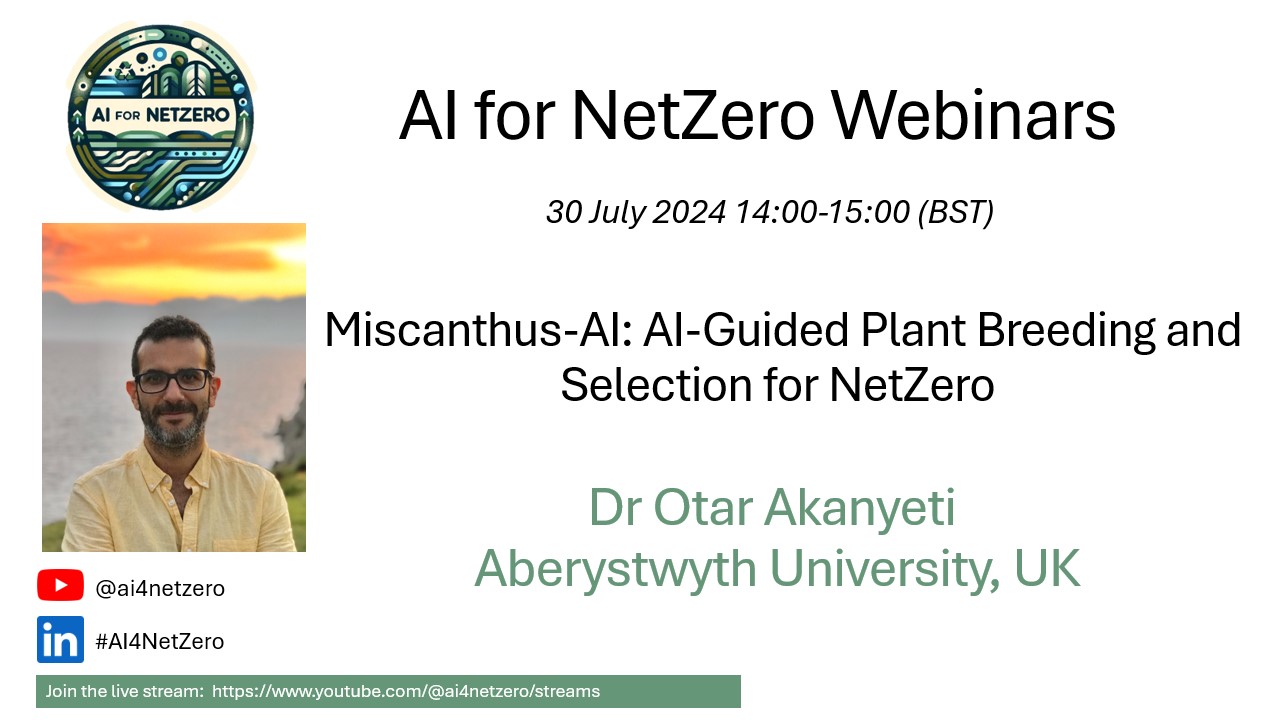 AI FOR NETZERO
AI for NetZero Webinars
30 July 2024 14:00-15:00 (BST)
Miscanthus-AI: AI-Guided Plant Breeding and
Selection for NetZero
Dr Otar Akanyeti
Aberystwyth University, UK
@ai4netzero
in
#AI4NetZero
Join the live stream: https://www.youtube.com/@ai4netzero/streams